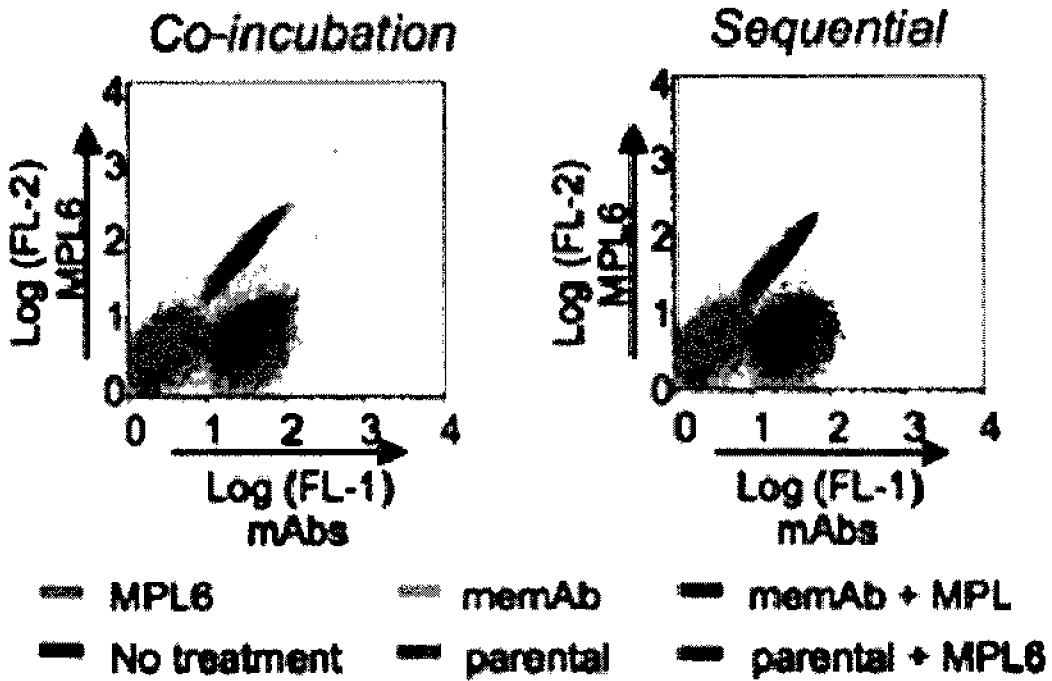 Co-incubation
Sequential
4
3
2
1
0
Log (FL-2)
MPL6
0 1 2 3 4
Log (FL-1)
mAbs
4
3
2
1
0
Log (FL-2)
MPL6
0 1 2 3 4
Log (FL-1)
mAbs
MPL6 memAb memAb + MPL
No treatment parental parental + MPL6